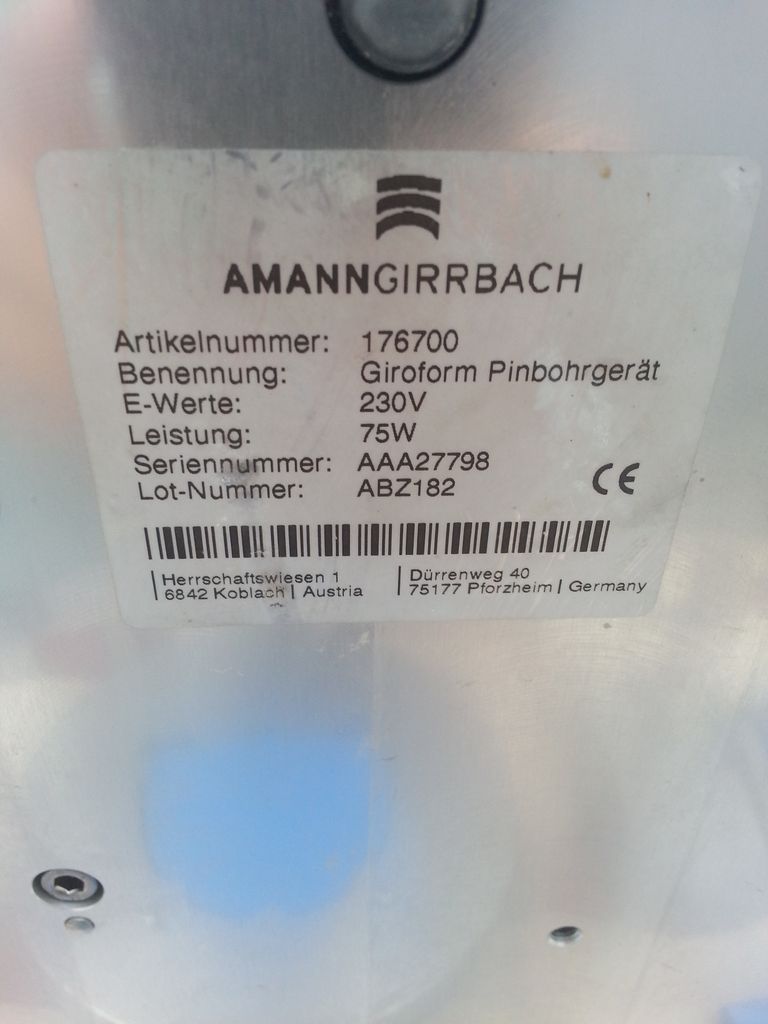 AMANNGIRRBACH
Artikelnummer: 176700
Benennung: Giroform Pinbohrgerät
E-Werte: 230V
Leistung: 75W
Seriennummer: AAA27798
Lot-Nummer: ABZ182
CE
Herrschaftswiesen 1 | Dürrenweg 40
6842 Koblach | Austria | 75177 Pforzheim | Germany